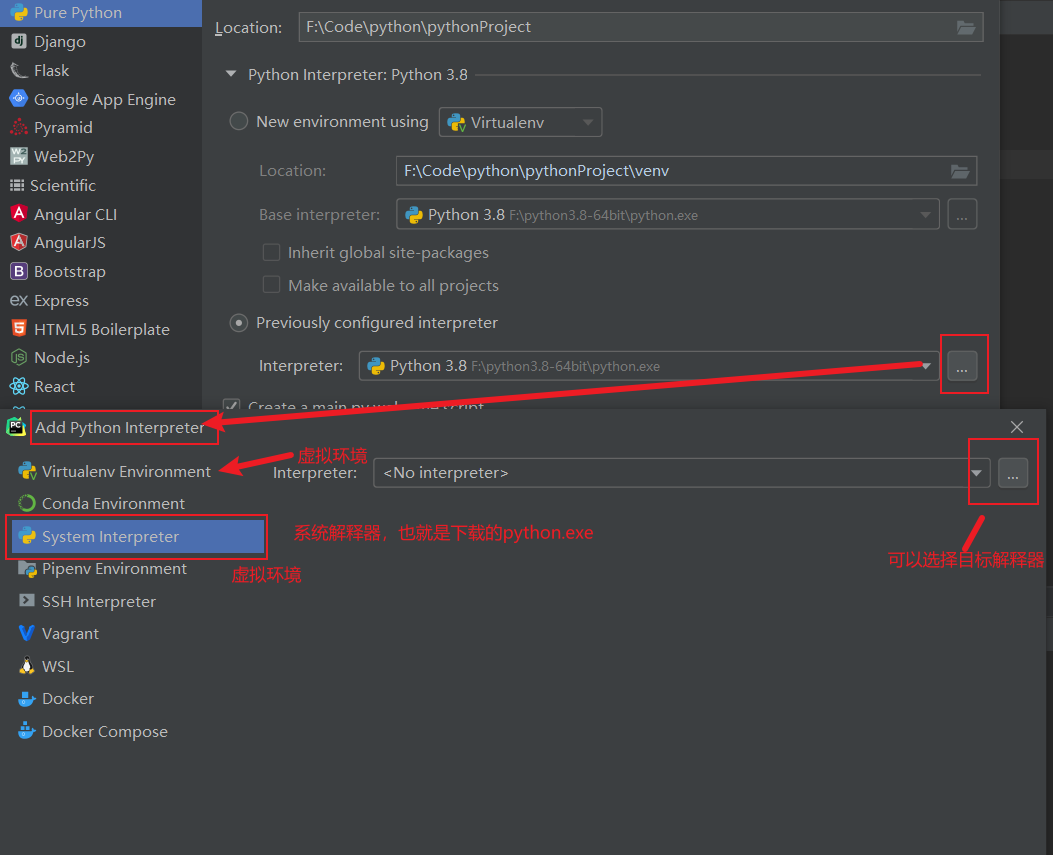 Pure Python
Django
Flask
Google App Engine
Pyramid
Web2Py
Scientific
Angular CLI
AngularJS
Bootstrap
Express
HTML5 Boilerplate
Node.js
React
Location: F:\Code\python\pythonProject
Python Interpreter: Python 3.8
New environment using Virtualenv
Location: F:\Code\python\pythonProject\venv
Base interpreter: Python 3.8 F:\python3.8-64bit\python.exe ...
Inherit global site-packages
Make available to all projects
Previously configured interpreter
Interpreter: Python 3.8 F:\python3.8-64bit\python.exe ...
Create a main.py welcome script
Add Python Interpreter
Virtualenv Environment
虚拟环境
Interpreter: <No interpreter> ...
Conda Environment
System Interpreter
系统解释器，也就是下载的python.exe
可以选择目标解释器
Pipenv Environment
虚拟环境
SSH Interpreter
Vagrant
WSL
Docker
Docker Compose